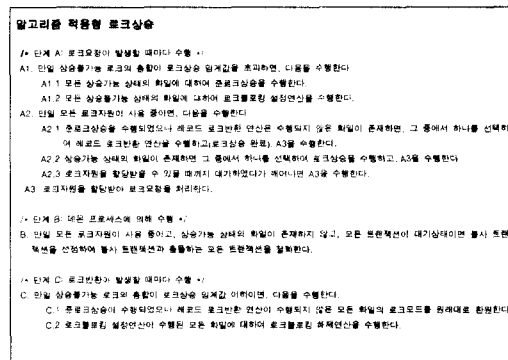 알고리즘 적응형 로크상승
/* 단계 A: 로크요청이 발생할 때마다 수행 */
A1. 만일 상승불가능 로크의 총합이 로크상승 임계값을 초과하면, 다음을 수행한다
A1.1 모든 상승가능 상태의 화일에 대하여 준로크상승을 수행한다.
A1.2 모든 상승불가능 상태의 화일에 대하여 로크블로킹 설정연산을 수행한다.
A2. 만일 모든 로크자원이 사용 중이면, 다음을 수행한다
A2.1 준로크상승은 수행되었으나 레코드 로크반환 연산은 수행되지 않은 화일이 존재하면, 그 중에서 하나를 선택하
여 레코드 로크반환 연산을 수행하고(로크상승 완료), A3을 수행한다.
A2.2 상승가능 상태의 화일이 존재하면 그 중에서 하나를 선택하여 로크상승을 수행하고, A3을 수행한다
A2.3 로크자원을 할당받을 수 있을 때까지 대기하였다가 깨어나면 A3을 수행한다.
A3. 로크자원을 할당받아 로크요청을 처리한다.
/* 단계 B: 데몬 프로세스에 의해 수행 */
B. 만일 모든 로크자원이 사용 중이고, 상승가능 상태의 화일이 존재하지 않고, 모든 트랜잭션이 대기상태이면 불사 트랜
잭션을 선정하여 불사 트랜잭션과 충돌하는 모든 트랜잭션을 철회한다.
/* 단계 C: 로크반환이 발생할 때마다 수행 */
C. 만일 상승불가능 로크의 총합이 로크상승 임계값 이하이면, 다음을 수행한다.
C.1 준로크상승이 수행되었으나 레코드 로크반환 연산이 수행되지 않은 모든 화일의 로크모드를 원래대로 환원한다
C.2 로크블로킹 설정연산이 수행된 모든 화일에 대하여 로크블로킹 해제연산을 수행한다.